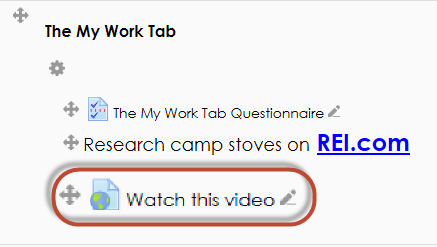 The My Work Tab
The My Work Tab Questionnaire
Research camp stoves on REI.com
Watch this video